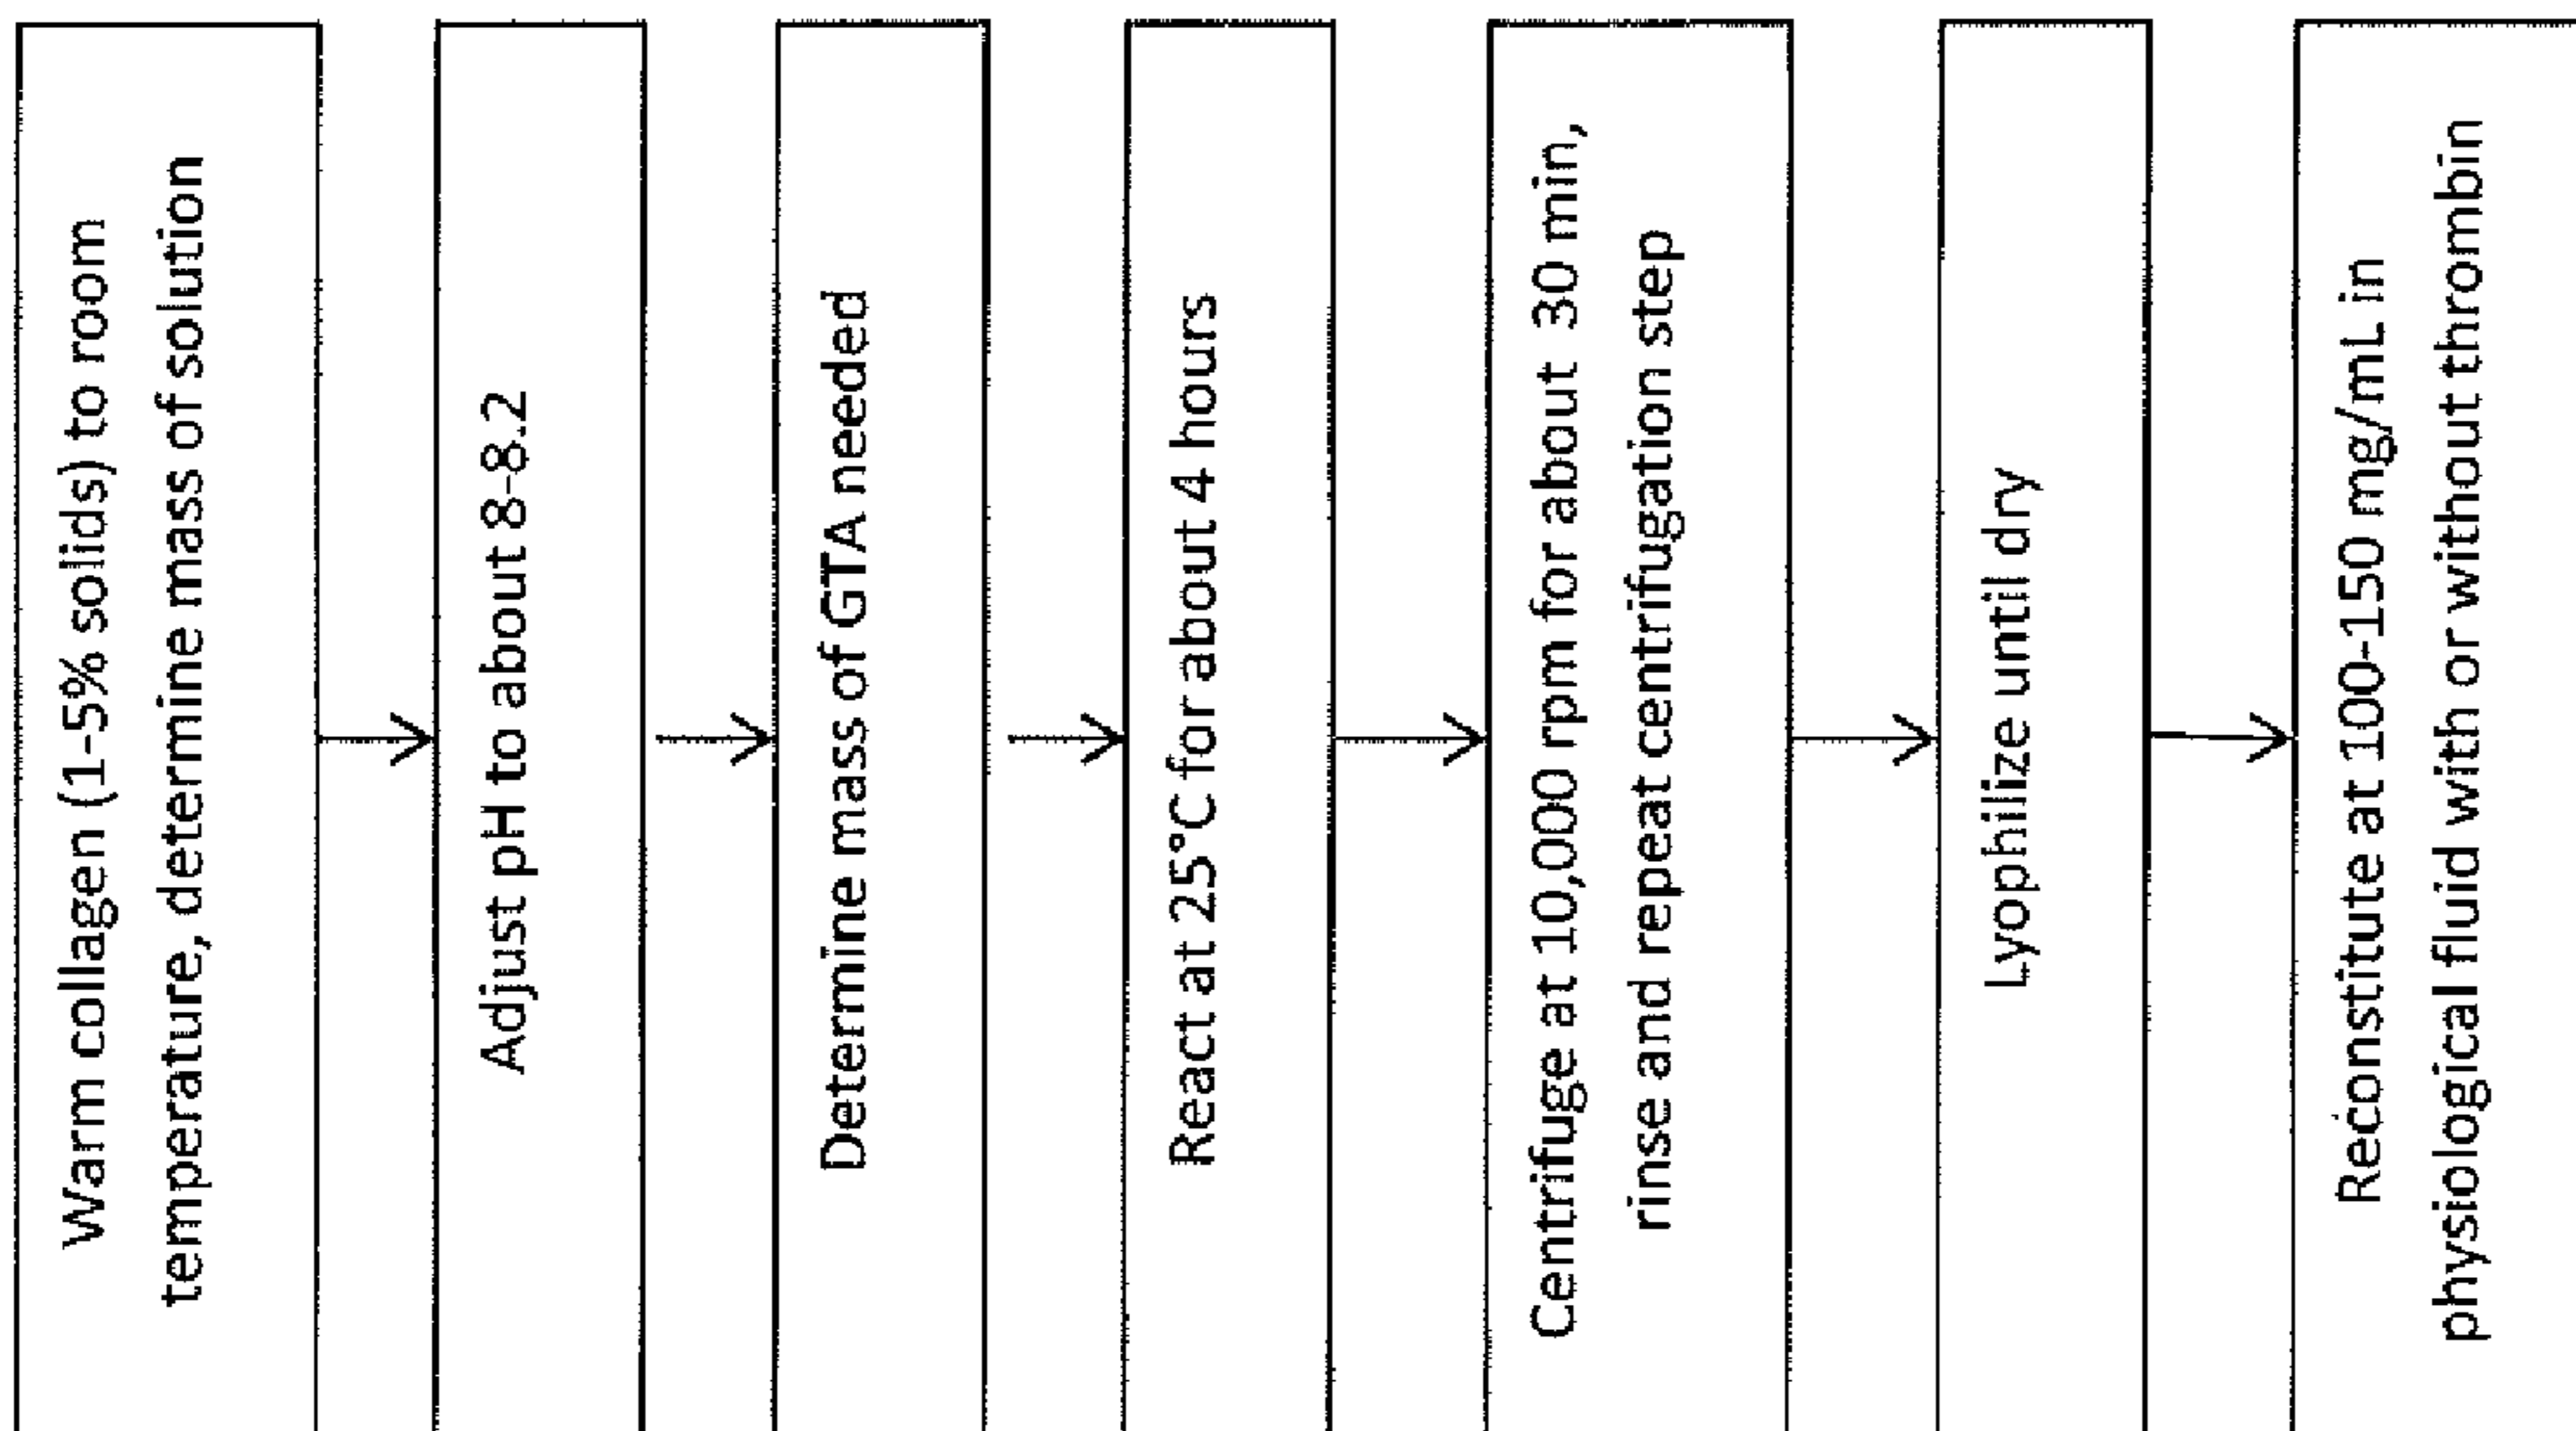 Warm collagen (1-5% solids) to room
temperature, determine mass of solution
Adjust pH to about 8-8.2
Determine mass of GTA needed
React at 25°C for about 4 hours
Centrifuge at 10,000 rpm for about 30 min,
rinse and repeat centrifugation step
Lyophilize until dry
Reconstitute at 100-150 mg/mL in
physiological fluid with or without thrombin